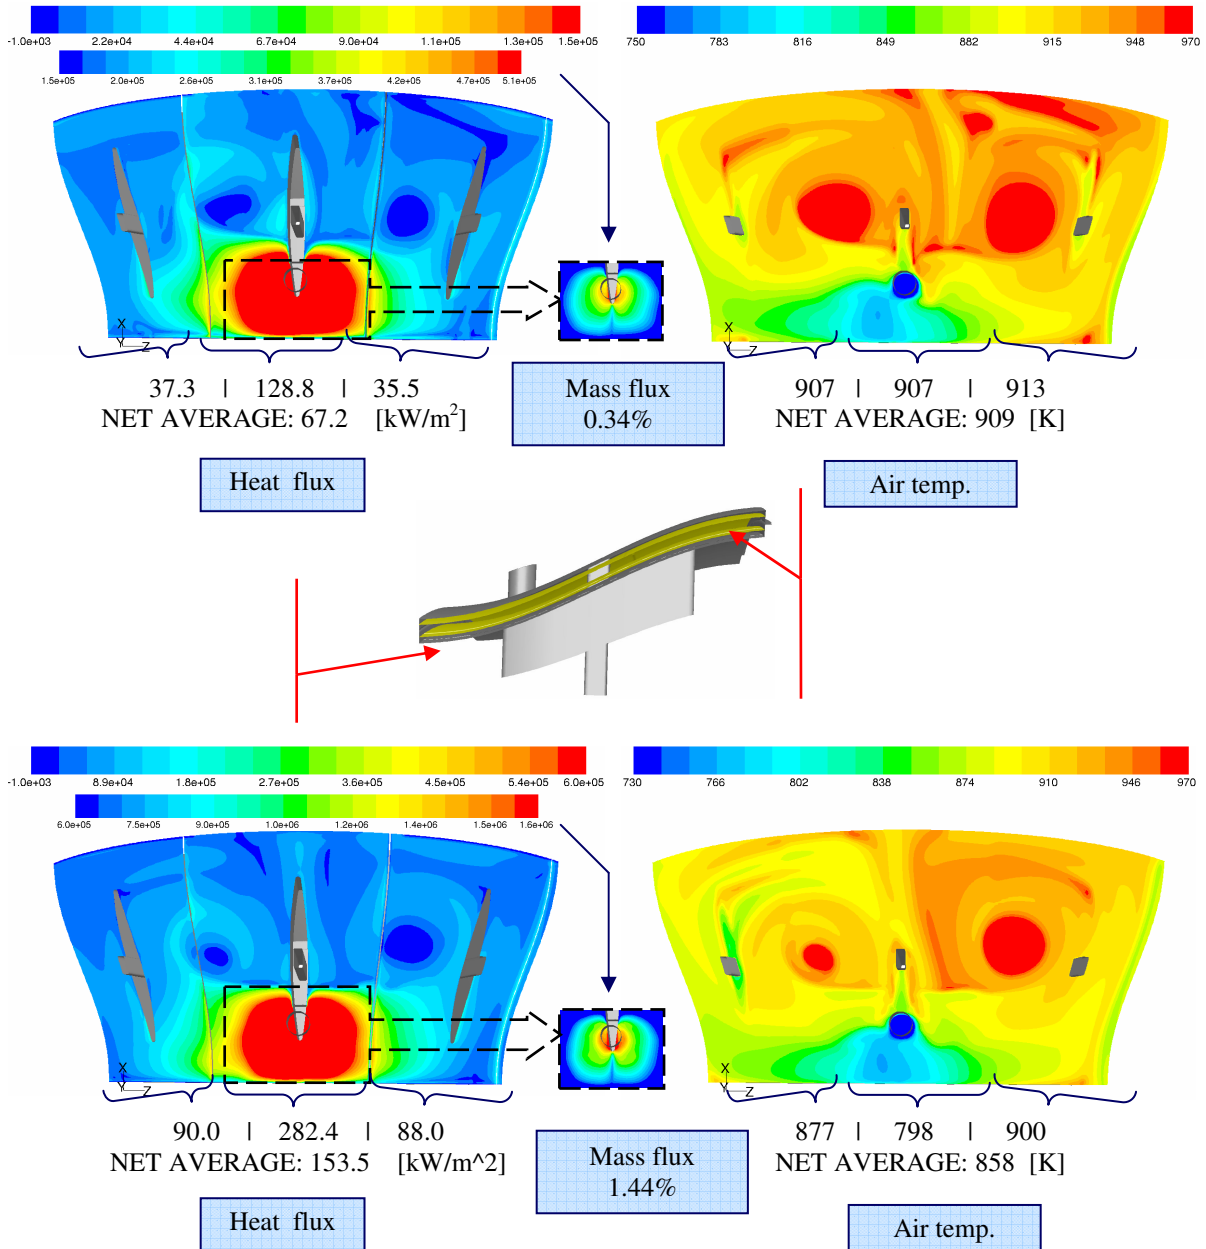 -1.0e+03 2.2e+04 4.4e+04 6.7e+04 9.0e+04 1.1e+05 1.3e+05 1.5e+05
750 783 816 849 882 915 948 970
1.5e+05 2.0e+05 2.6e+05 3.1e+05 3.7e+05 4.2e+05 4.7e+05 5.1e+05
X
Y Z
X
Y Z
37.3 | 128.8 | 35.5
NET AVERAGE: 67.2 [kW/m²]
Mass flux
0.34%
907 | 907 | 913
NET AVERAGE: 909 [K]
Heat flux
Air temp.
-1.0e+03 8.9e+04 1.8e+05 2.7e+05 3.6e+05 4.5e+05 5.4e+05 6.0e+05
730 766 802 838 874 910 946 970
6.0e+05 7.5e+05 9.0e+05 1.0e+06 1.2e+06 1.4e+06 1.5e+06 1.6e+06
X
Y Z
X
Y Z
90.0 | 282.4 | 88.0
NET AVERAGE: 153.5 [kW/m^2]
Mass flux
1.44%
877 | 798 | 900
NET AVERAGE: 858 [K]
Heat flux
Air temp.